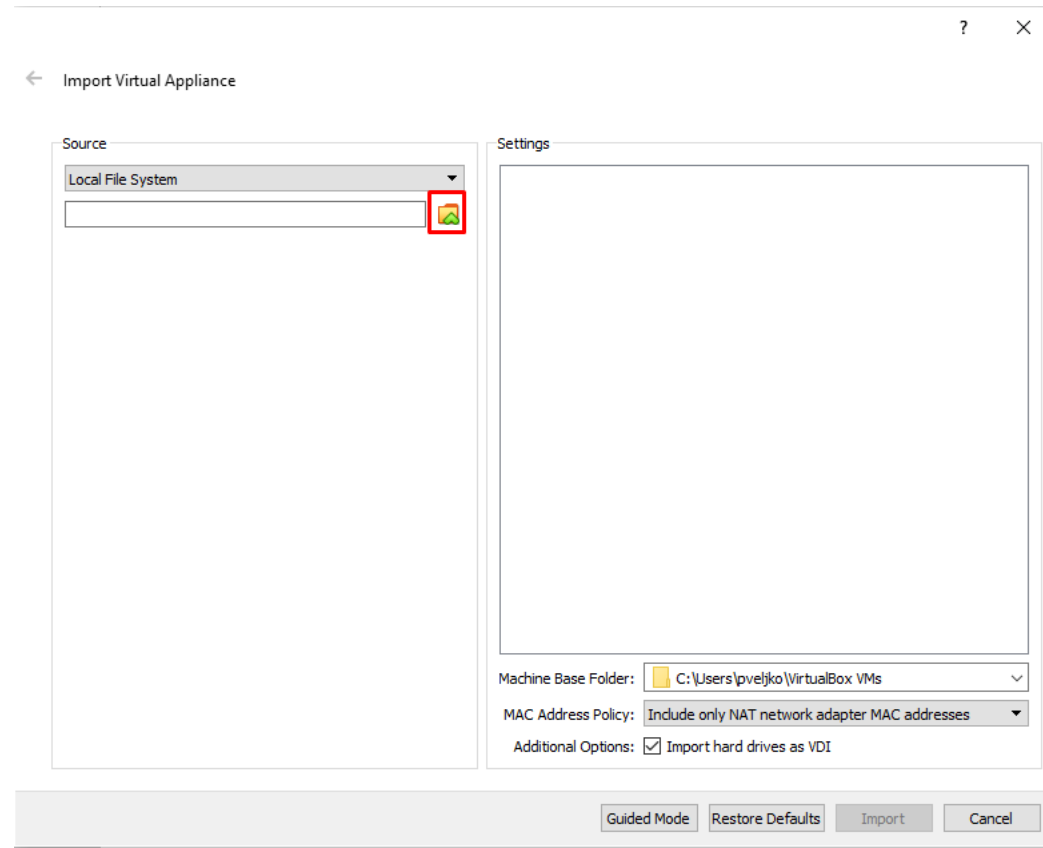 ?
Import Virtual Appliance
Source
Local File System
Settings
Machine Base Folder: C:\Users\pveljko\VirtualBox VMs
MAC Address Policy: Include only NAT network adapter MAC addresses
Additional Options: Import hard drives as VDI
Guided Mode Restore Defaults Import Cancel